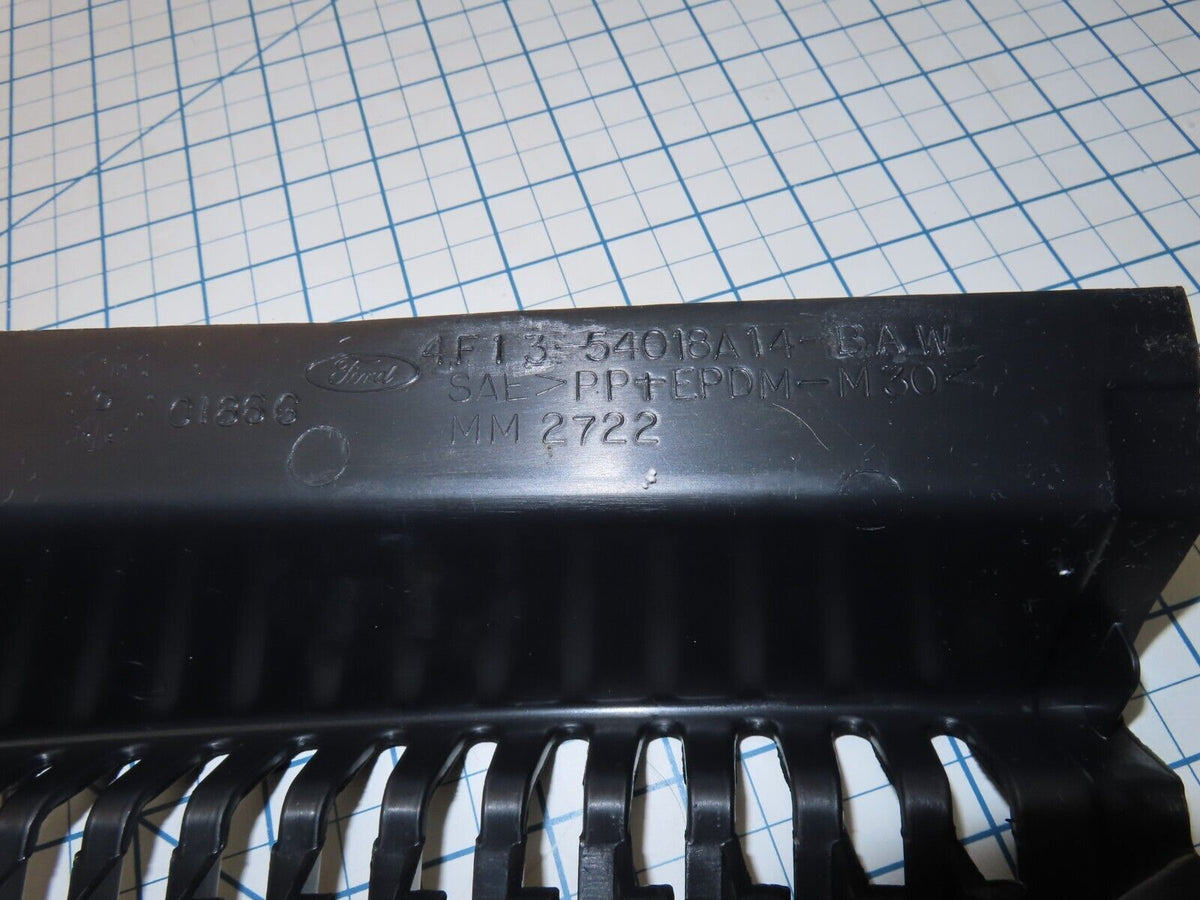 Ford 4F13-54018A14-BAW
SAE>PP+EPDM-M30<
C1866
MM 2722